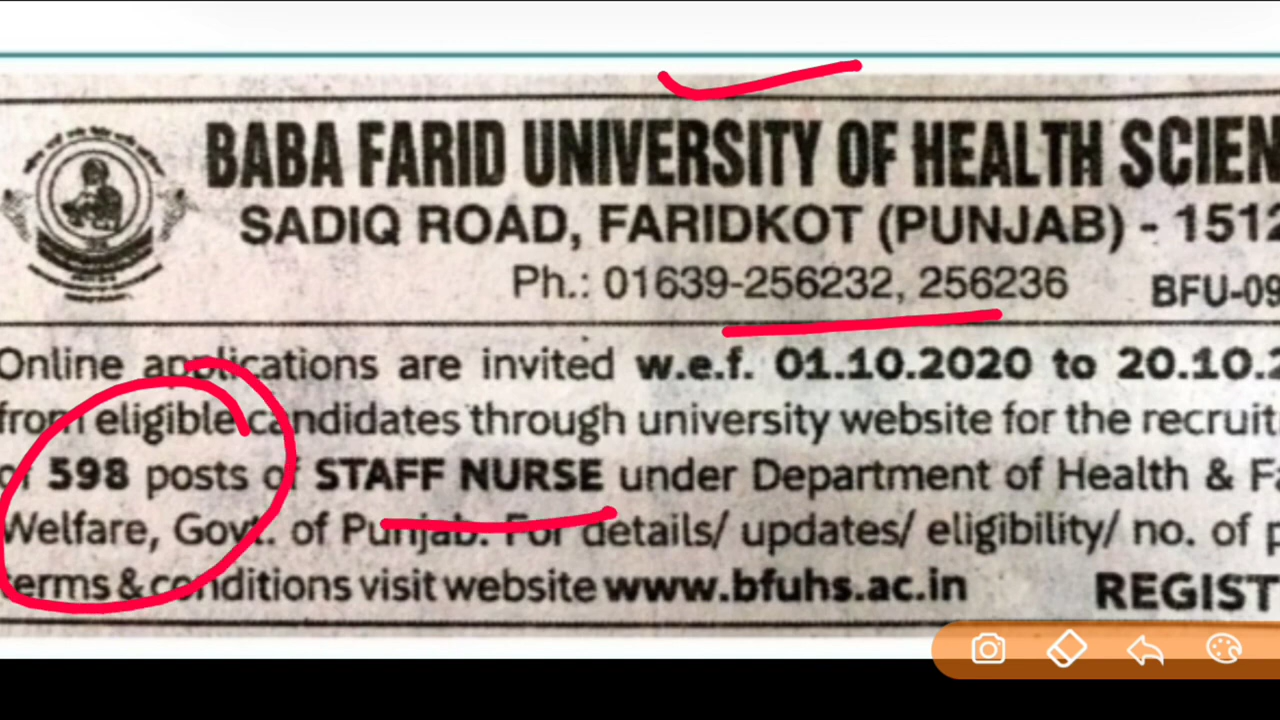 BABA FARID UNIVERSITY OF HEALTH SCIEN
SADIQ ROAD, FARIDKOT (PUNJAB) - 1512
Ph.: 01639-256232, 256236 BFU-09
Online applications are invited w.e.f. 01.10.2020 to 20.10.2
from eligible candidates through university website for the recruit
of 598 posts of STAFF NURSE under Department of Health & Fa
Welfare, Govt. of Punjab. For details/ updates/ eligibility/ no. of p
terms & conditions visit website www.bfuhs.ac.in REGIST